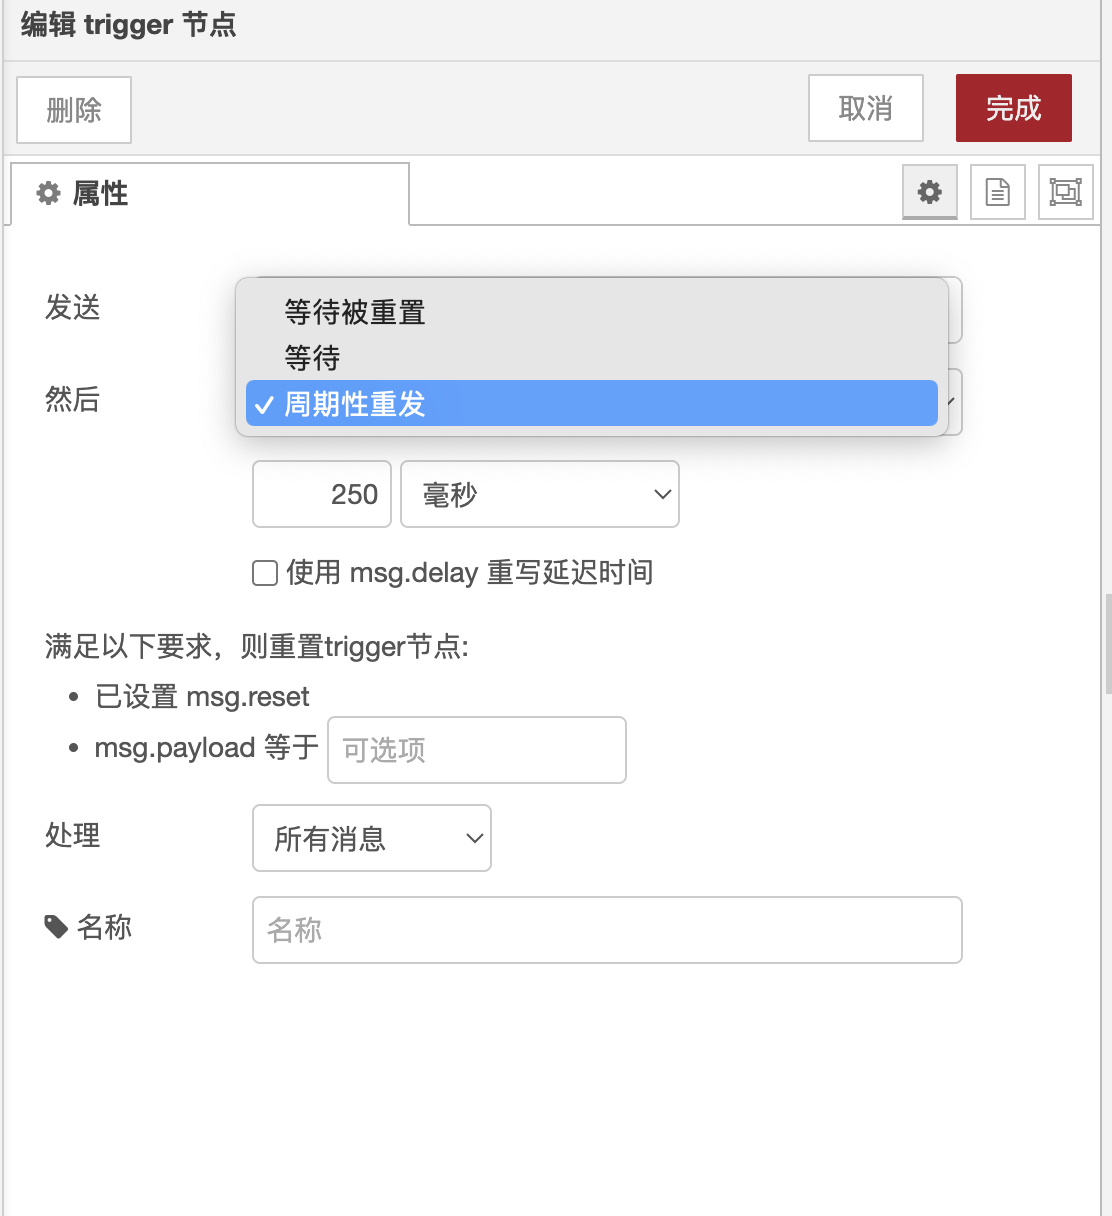 编辑 trigger 节点
删除
取消
完成
属性
发送
等待被重置
等待
然后
周期性重发
250
毫秒
使用 msg.delay 重写延迟时间
满足以下要求，则重置trigger节点:
已设置 msg.reset
msg.payload 等于
可选项
处理
所有消息
名称
名称